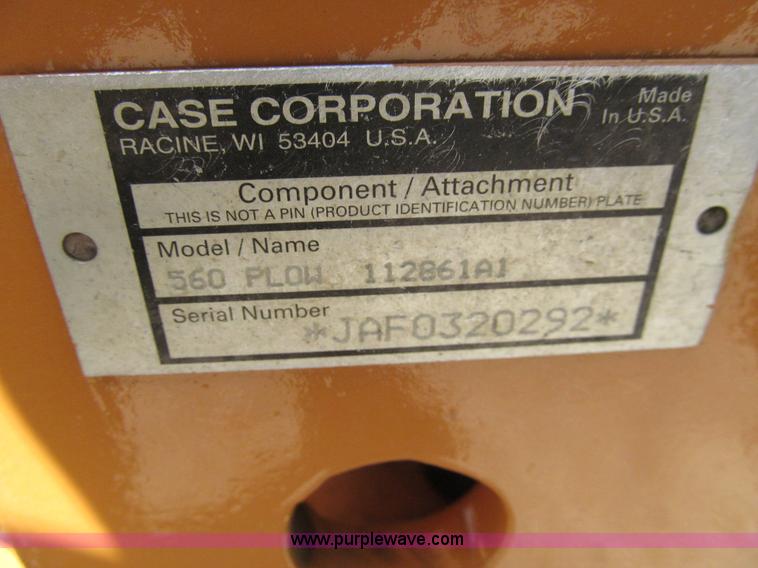 CASE CORPORATION
Made
In U.S.A.
RACINE, WI 53404 U.S.A.
Component / Attachment
THIS IS NOT A PIN (PRODUCT IDENTIFICATION NUMBER) PLATE
Model / Name
560 PLOW 112861A1
Serial Number
*JAF0320292*
www.purplewave.com